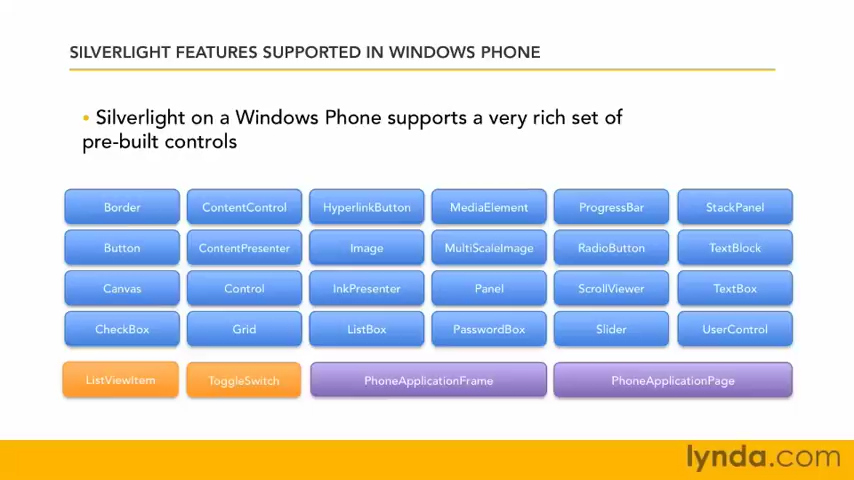 SILVERLIGHT FEATURES SUPPORTED IN WINDOWS PHONE
• Silverlight on a Windows Phone supports a very rich set of
pre-built controls
Border ContentControl HyperlinkButton MediaElement ProgressBar StackPanel
Button ContentPresenter Image MultiScaleImage RadioButton TextBlock
Canvas Control InkPresenter Panel ScrollViewer TextBox
CheckBox Grid ListBox PasswordBox Slider UserControl
ListViewItem ToggleSwitch PhoneApplicationFrame PhoneApplicationPage
lynda.com